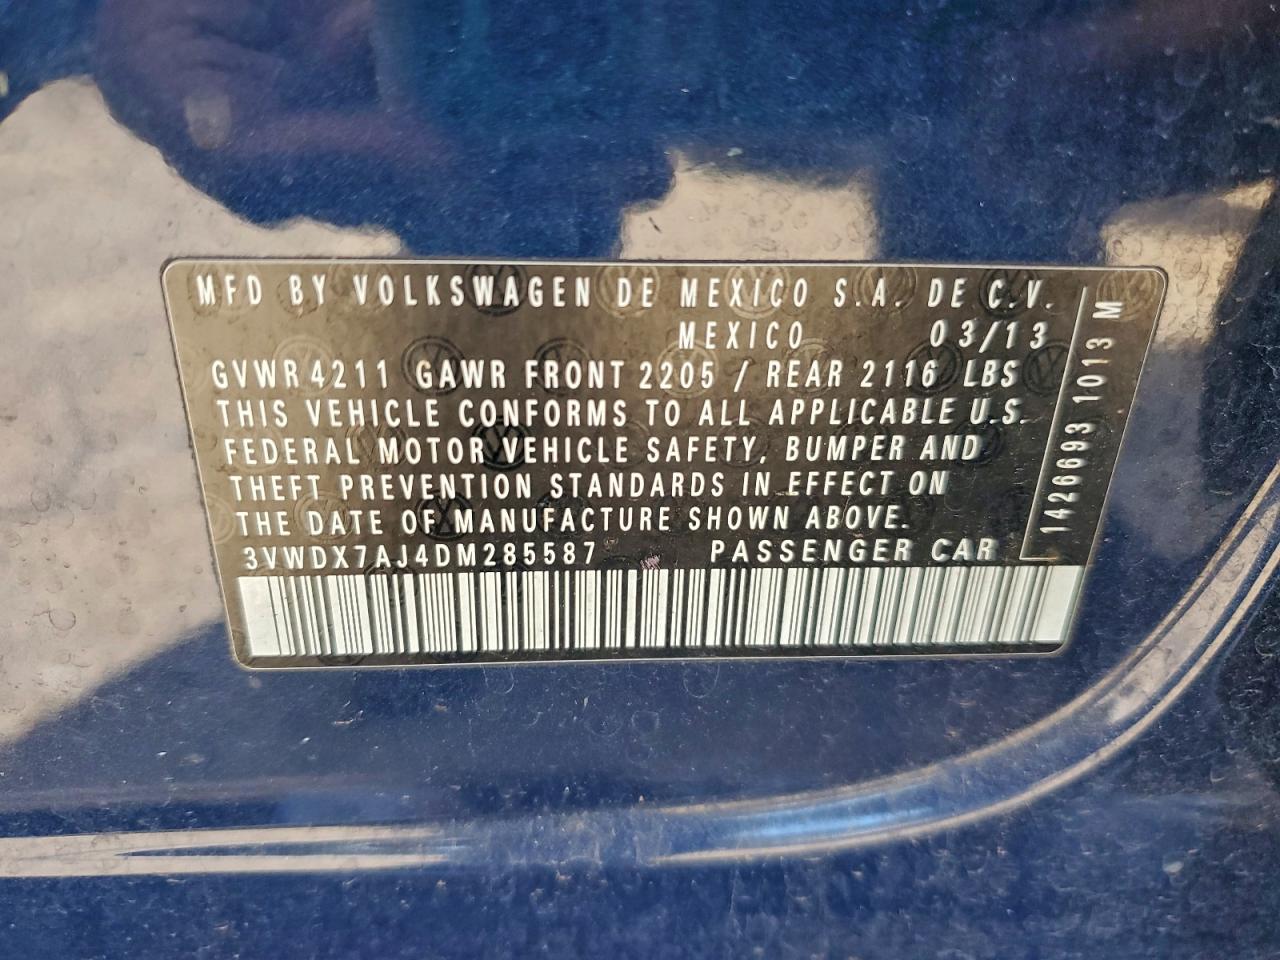 MFD BY VOLKSWAGEN DE MEXICO S.A. DE C.V.
MEXICO 03/13
GVWR 4211 GAWR FRONT 2205 / REAR 2116 LBS
THIS VEHICLE CONFORMS TO ALL APPLICABLE U.S.
FEDERAL MOTOR VEHICLE SAFETY, BUMPER AND
THEFT PREVENTION STANDARDS IN EFFECT ON
THE DATE OF MANUFACTURE SHOWN ABOVE.
3VWDX7AJ4DM285587 PASSENGER CAR
1426693 1013 M